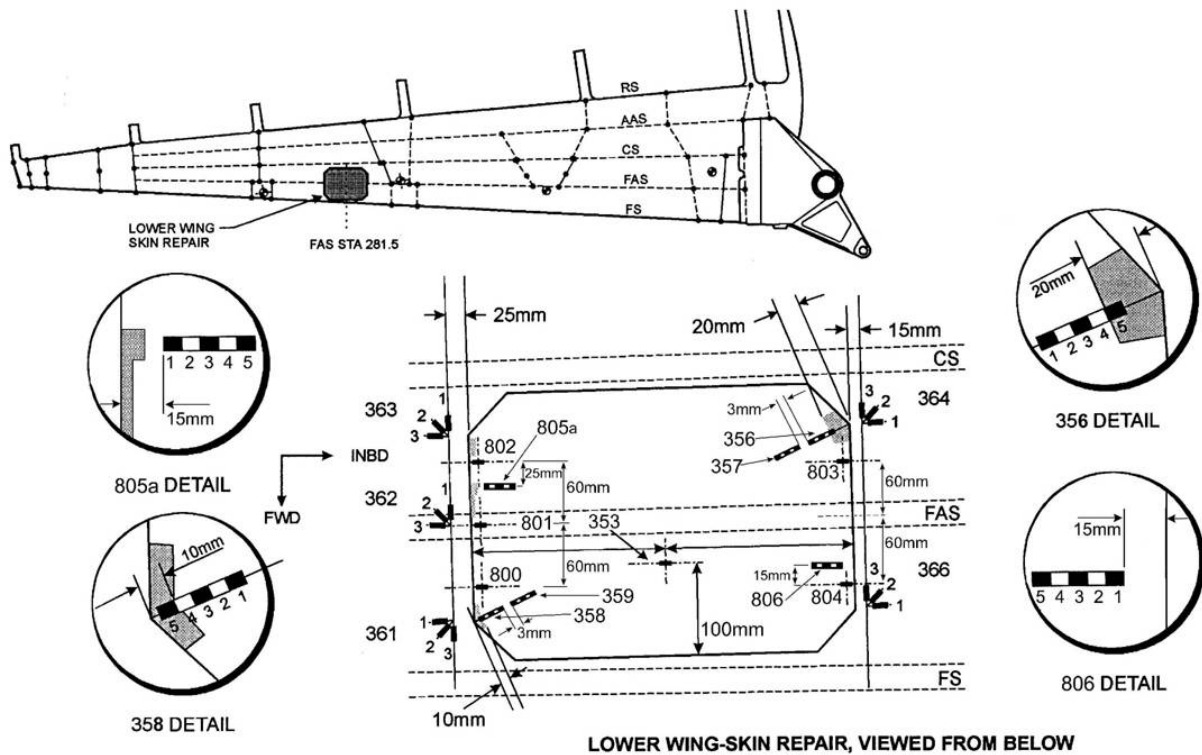 RS
AAS
CS
FAS
FS
LOWER WING
SKIN REPAIR
FAS STA 281.5
15mm
1 2 3 4 5
805a DETAIL
INBD
FWD
10mm
5 4 3 2 1
358 DETAIL
25mm
20mm
15mm
CS
363
1
2
3
802
805a
25mm
60mm
3mm
356
357
803
60mm
3
2
1
364
362
1
2
3
801
353
FAS
60mm
60mm
800
359
358
3mm
15mm
806
804
366
3
2
1
361
1
2
3
100mm
FS
10mm
20mm
1 2 3 4 5
356 DETAIL
15mm
5 4 3 2 1
806 DETAIL
LOWER WING-SKIN REPAIR, VIEWED FROM BELOW